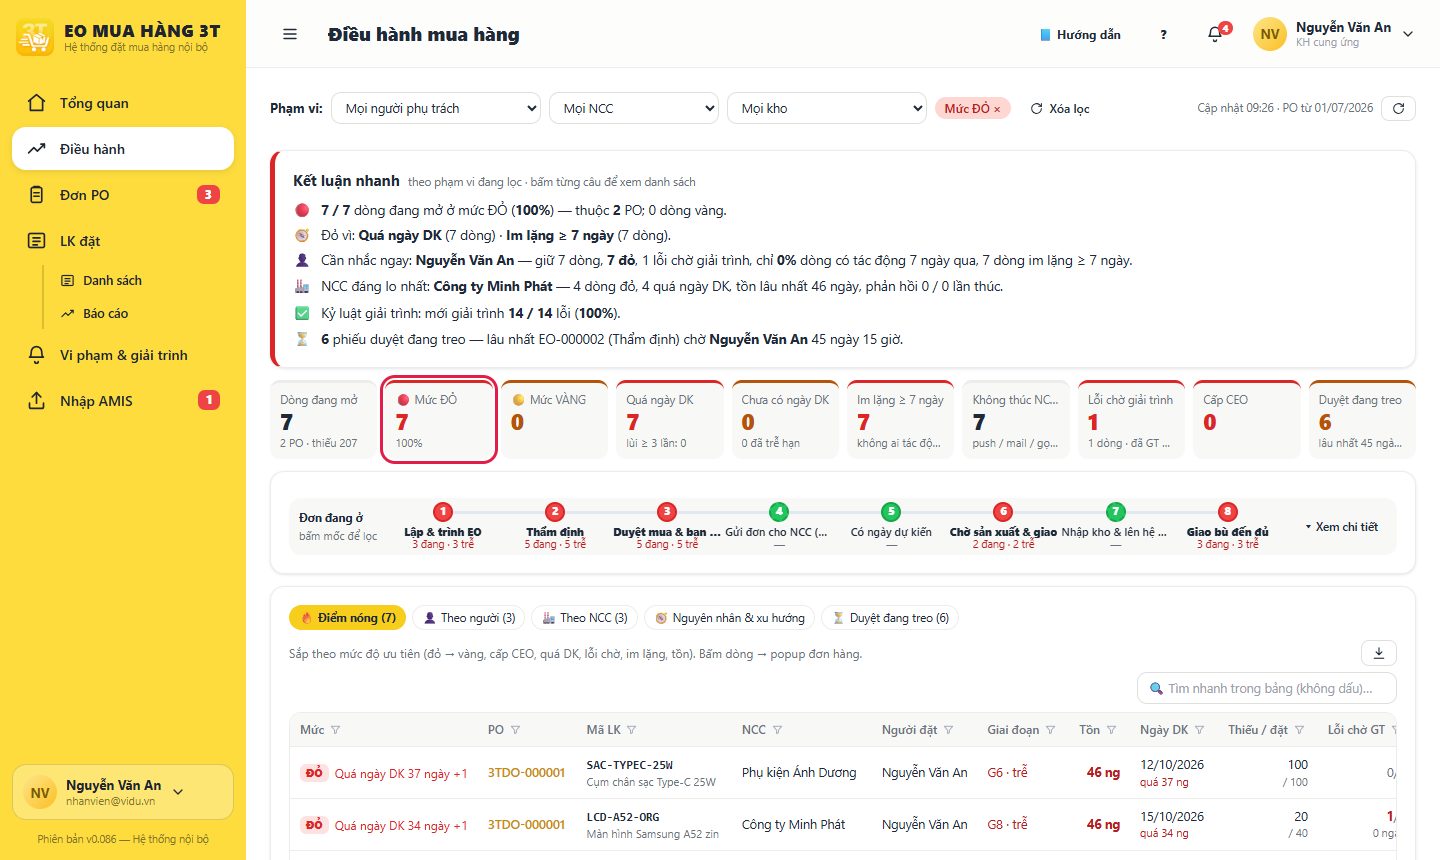 3T
EO MUA HÀNG 3T
Hệ thống đặt mua hàng nội bộ
Tổng quan
Điều hành
Đơn PO
3
LK đặt
Danh sách
Báo cáo
Vi phạm & giải trình
Nhập AMIS
1
NV
Nguyễn Văn An
nhanvien@vidu.vn
Phiên bản v0.086 — Hệ thống nội bộ
Điều hành mua hàng
Hướng dẫn
?
4
NV
Nguyễn Văn An
KH cung ứng
Phạm vi:
Mọi người phụ trách
Mọi NCC
Mọi kho
Mức ĐỎ ×
Xóa lọc
Cập nhật 09:26 · PO từ 01/07/2026
Kết luận nhanh theo phạm vi đang lọc · bấm từng câu để xem danh sách
7 / 7 dòng đang mở ở mức ĐỎ (100%) — thuộc 2 PO; 0 dòng vàng.
Đỏ vì: Quá ngày DK (7 dòng) · Im lặng ≥ 7 ngày (7 dòng).
Cần nhắc ngay: Nguyễn Văn An — giữ 7 dòng, 7 đỏ, 1 lỗi chờ giải trình, chỉ 0% dòng có tác động 7 ngày qua, 7 dòng im lặng ≥ 7 ngày.
NCC đáng lo nhất: Công ty Minh Phát — 4 dòng đỏ, 4 quá ngày DK, tồn lâu nhất 46 ngày, phản hồi 0 / 0 lần thúc.
Kỷ luật giải trình: mới giải trình 14 / 14 lỗi (100%).
6 phiếu duyệt đang treo — lâu nhất EO-000002 (Thẩm định) chờ Nguyễn Văn An 45 ngày 15 giờ.
Dòng đang mở
7
2 PO · thiếu 207
Mức ĐỎ
7
100%
Mức VÀNG
0
Quá ngày DK
7
lùi ≥ 3 lần: 0
Chưa có ngày DK
0
0 đã trễ hạn
Im lặng ≥ 7 ngày
7
không ai tác độ...
Không thúc NC...
7
push / mail / gọ...
Lỗi chờ giải trình
1
1 dòng · đã GT ...
Cấp CEO
0
Duyệt đang treo
6
lâu nhất 45 ngà...
Đơn đang ở
bấm mốc để lọc
1
Lập & trình EO
3 đang · 3 trễ
2
Thẩm định
5 đang · 5 trễ
3
Duyệt mua & ban ...
5 đang · 5 trễ
4
Gửi đơn cho NCC (...
—
5
Có ngày dự kiến
—
6
Chờ sản xuất & giao
2 đang · 2 trễ
7
Nhập kho & lên hệ ...
—
8
Giao bù đến đủ
3 đang · 3 trễ
Xem chi tiết
Điểm nóng (7)
Theo người (3)
Theo NCC (3)
Nguyên nhân & xu hướng
Duyệt đang treo (6)
Sắp theo mức độ ưu tiên (đỏ → vàng, cấp CEO, quá DK, lỗi chờ, im lặng, tồn). Bấm dòng → popup đơn hàng.
Tìm nhanh trong bảng (không dấu)...
Mức PO Mã LK NCC Người đặt Giai đoạn Tồn Ngày DK Thiếu / đặt Lỗi chờ GT
ĐỎ Quá ngày DK 37 ngày +1 3TDO-000001 SAC-TYPEC-25W Phụ kiện Ánh Dương Nguyễn Văn An G6 · trễ 46 ng 12/10/2026 100 0/
Cụm chân sạc Type-C 25W quá 37 ng / 100
ĐỎ Quá ngày DK 34 ngày +1 3TDO-000001 LCD-A52-ORG Công ty Minh Phát Nguyễn Văn An G8 · trễ 46 ng 15/10/2026 20 1/
Màn hình Samsung A52 zin quá 34 ng / 40 0 ng